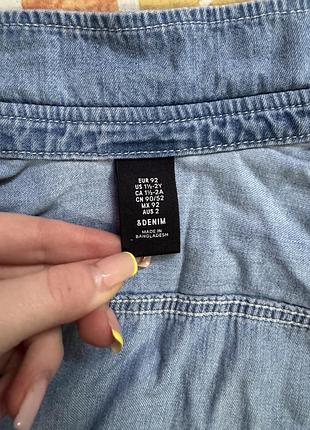 EUR 92
US 1½-2Y
CA 1½-2A
CN 90/52
MX 92
AUS 2
&DENIM
MADE IN
BANGLADESH